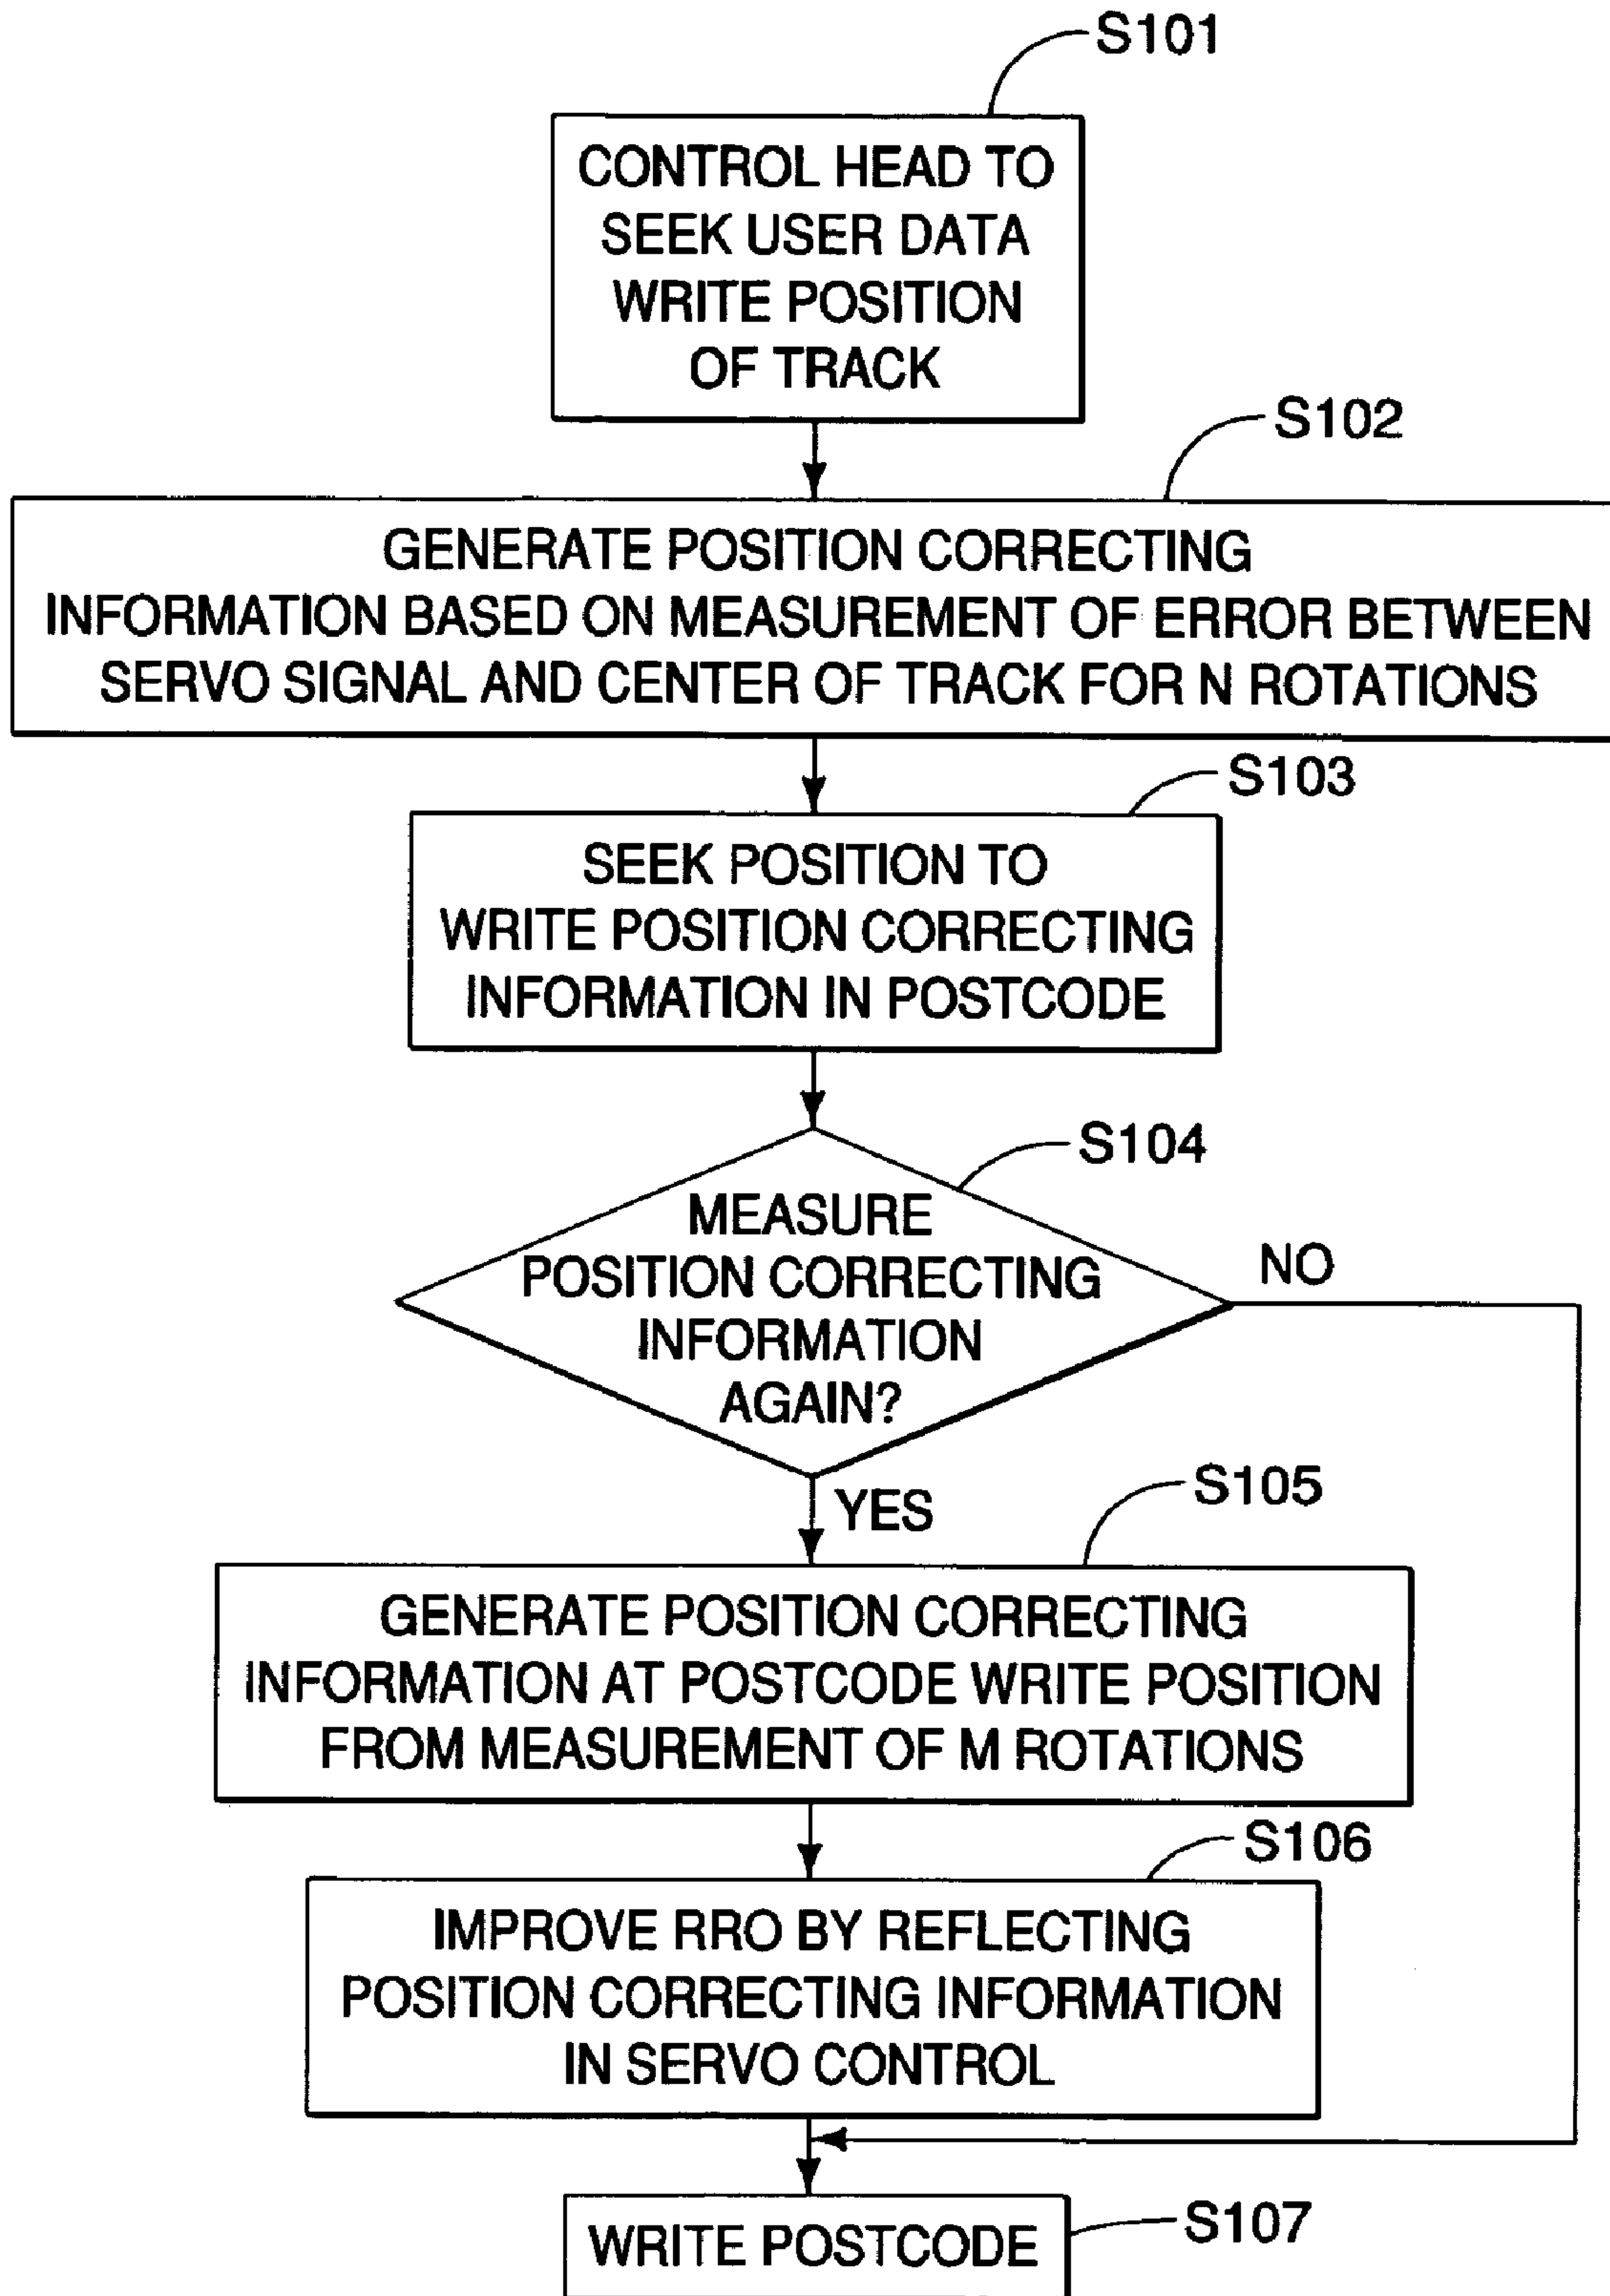 S101
CONTROL HEAD TO
SEEK USER DATA
WRITE POSITION
OF TRACK
S102
GENERATE POSITION CORRECTING
INFORMATION BASED ON MEASUREMENT OF ERROR BETWEEN
SERVO SIGNAL AND CENTER OF TRACK FOR N ROTATIONS
S103
SEEK POSITION TO
WRITE POSITION CORRECTING
INFORMATION IN POSTCODE
S104
MEASURE
POSITION CORRECTING
INFORMATION
AGAIN?
NO
YES
S105
GENERATE POSITION CORRECTING
INFORMATION AT POSTCODE WRITE POSITION
FROM MEASUREMENT OF M ROTATIONS
S106
IMPROVE RRO BY REFLECTING
POSITION CORRECTING INFORMATION
IN SERVO CONTROL
S107
WRITE POSTCODE